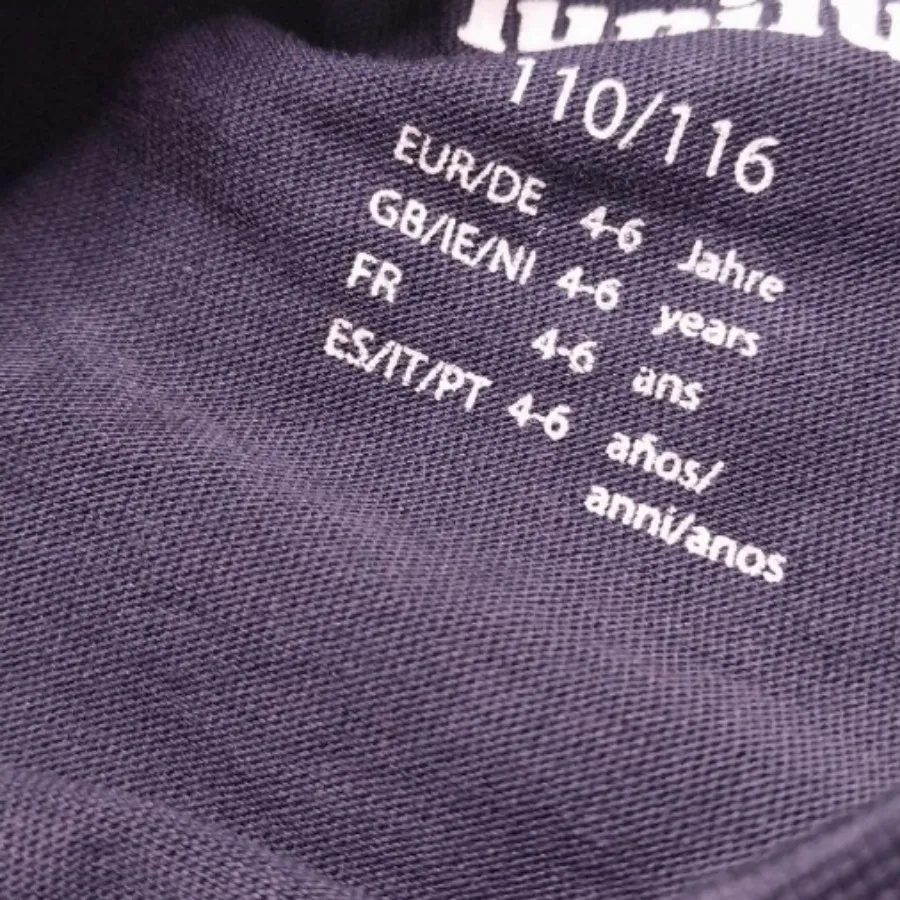 lupilu
110/116
EUR/DE 4-6 Jahre
GB/IE/NI 4-6 years
FR 4-6 ans
ES/IT/PT 4-6 años/
anni/anos